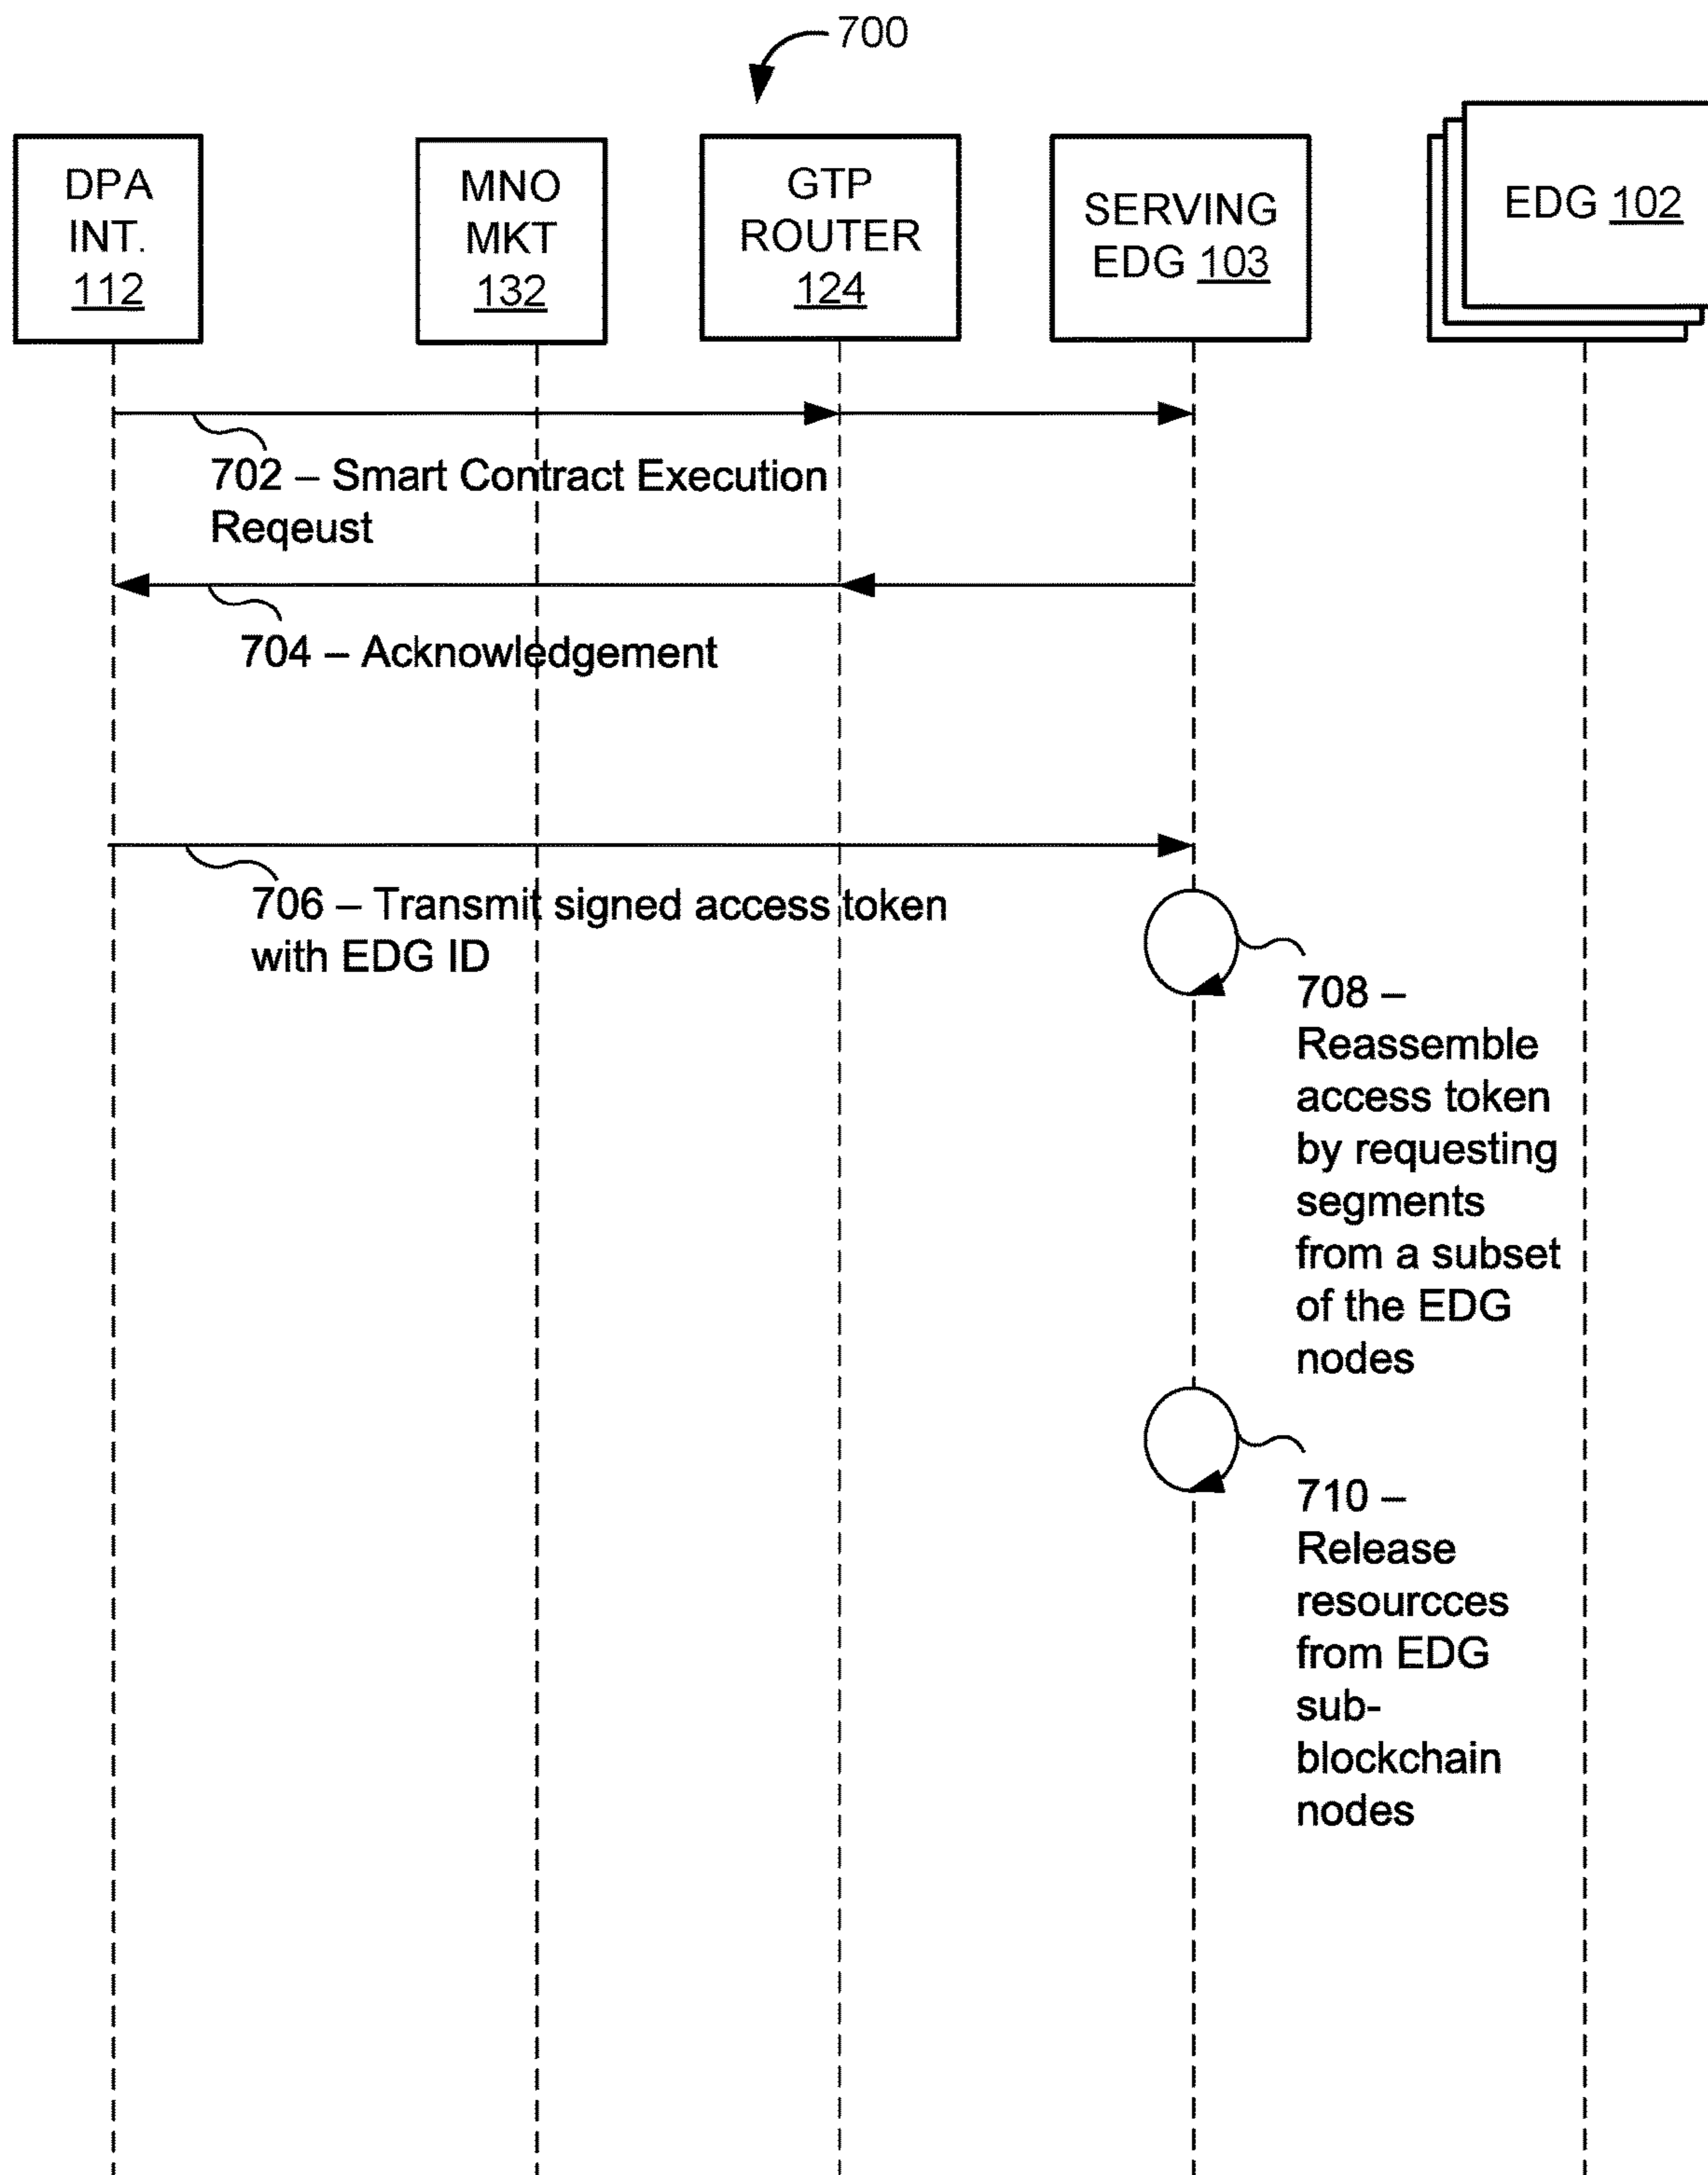 700
DPA
INT.
112
MNO
MKT
132
GTP
ROUTER
124
SERVING
EDG 103
EDG 102
702 – Smart Contract Execution
Reqeust
704 – Acknowledgement
706 – Transmit signed access token
with EDG ID
708 –
Reassemble
access token
by requesting
segments
from a subset
of the EDG
nodes
710 –
Release
resourcces
from EDG
sub-
blockchain
nodes